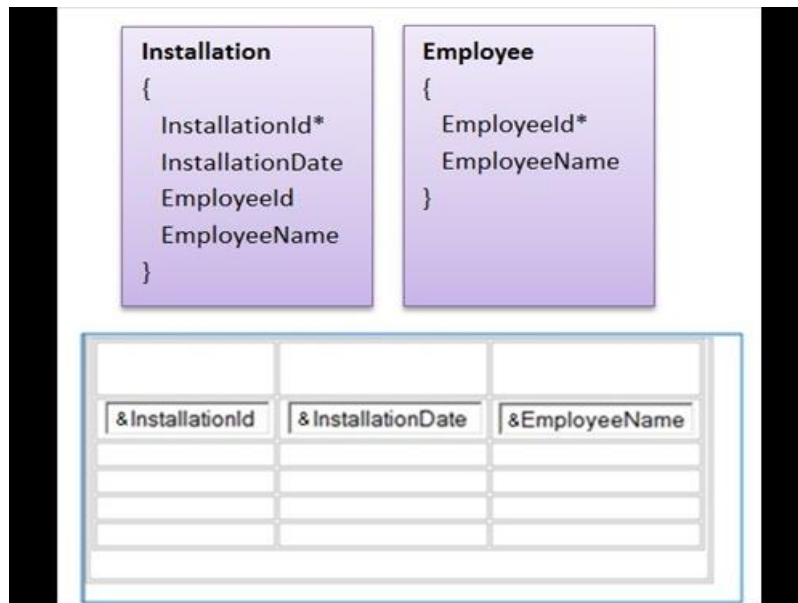 Installation
{
InstallationId*
InstallationDate
EmployeeId
EmployeeName
}
Employee
{
EmployeeId*
EmployeeName
}
&InstallationId &InstallationDate &EmployeeName